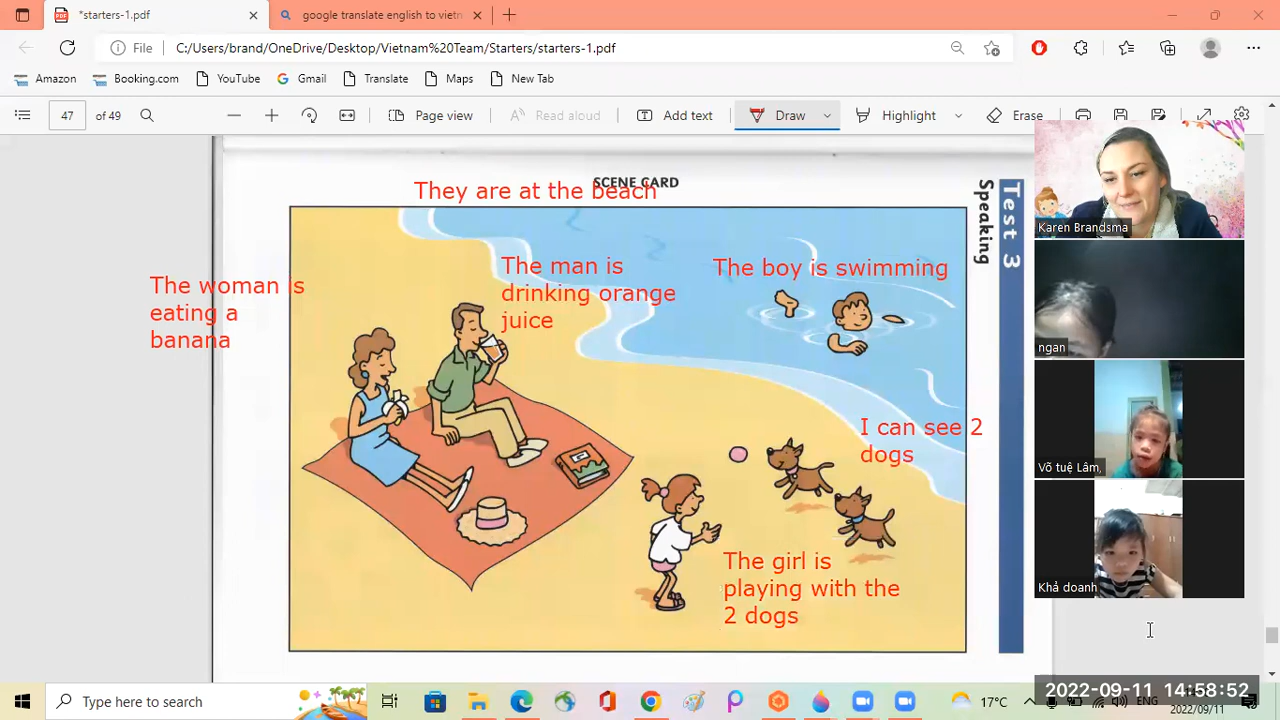 *starters-1.pdf
google translate english to vietn
File
C:/Users/brand/OneDrive/Desktop/Vietnam%20Team/Starters/starters-1.pdf
Amazon
Booking.com
YouTube
Gmail
Translate
Maps
New Tab
47
of 49
Page view
Read aloud
Add text
Draw
Highlight
Erase
SCENE CARD
They are at the beach
Test 3
Speaking
The woman is
eating a
banana
The man is
drinking orange
juice
The boy is swimming
I can see 2
dogs
The girl is
playing with the
2 dogs
Karen Brandsma
ngan
Võ tuệ Lâm,
Khả doanh
Type here to search
17°C
ENG
2022-09-11 14:58:52
2022/09/11